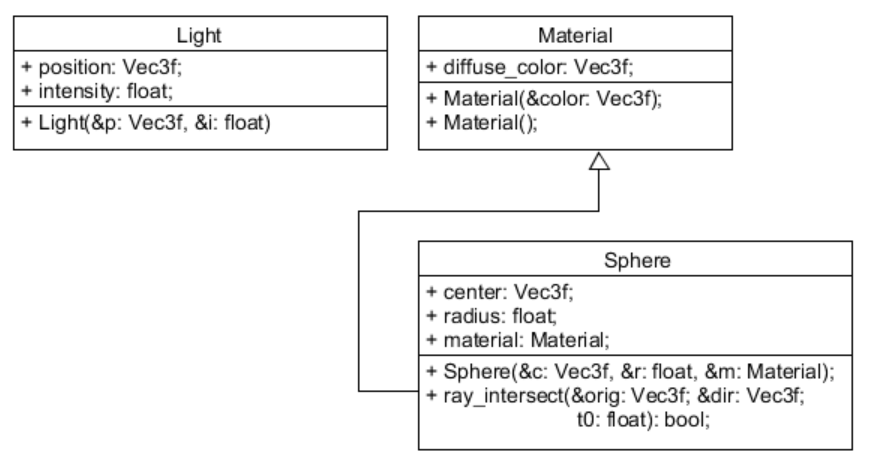 Light
+ position: Vec3f;
+ intensity: float;
+ Light(&p: Vec3f, &i: float)
Material
+ diffuse_color: Vec3f;
+ Material(&color: Vec3f);
+ Material();
Sphere
+ center: Vec3f;
+ radius: float;
+ material: Material;
+ Sphere(&c: Vec3f, &r: float, &m: Material);
+ ray_intersect(&orig: Vec3f; &dir: Vec3f;
t0: float): bool;